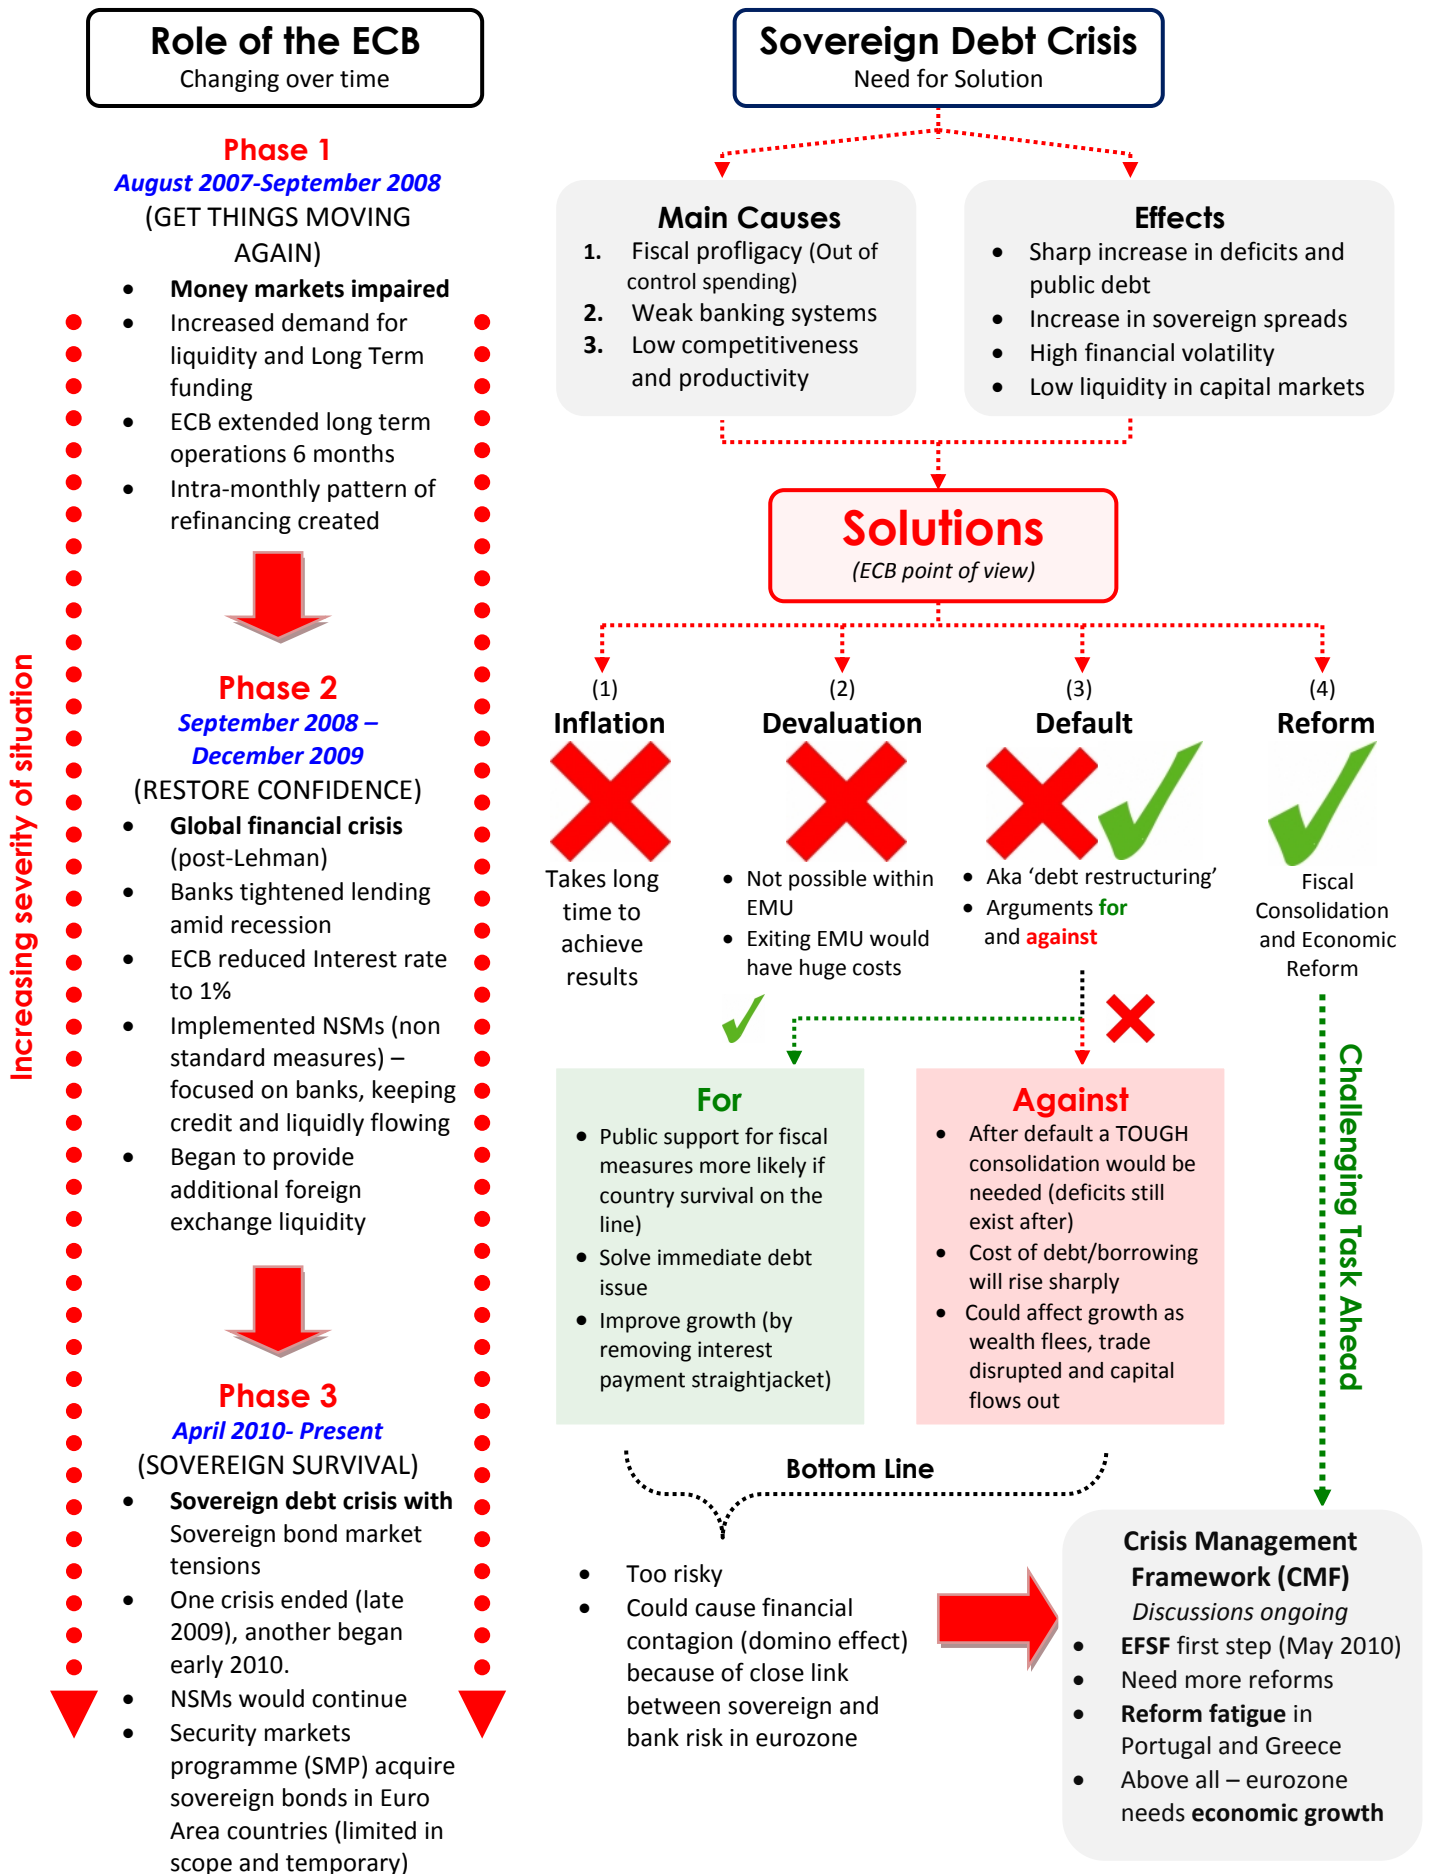 Role of the ECB
Changing over time
Phase 1
August 2007-September 2008
(GET THINGS MOVING
AGAIN)
• Money markets impaired
• Increased demand for
liquidity and Long Term
funding
• ECB extended long term
operations 6 months
• Intra-monthly pattern of
refinancing created
Phase 2
September 2008 –
December 2009
(RESTORE CONFIDENCE)
• Global financial crisis
(post-Lehman)
• Banks tightened lending
amid recession
• ECB reduced Interest rate
to 1%
• Implemented NSMs (non
standard measures) –
focused on banks, keeping
credit and liquidly flowing
• Began to provide
additional foreign
exchange liquidity
Phase 3
April 2010- Present
(SOVEREIGN SURVIVAL)
• Sovereign debt crisis with
Sovereign bond market
tensions
• One crisis ended (late
2009), another began
early 2010.
• NSMs would continue
• Security markets
programme (SMP) acquire
sovereign bonds in Euro
Area countries (limited in
scope and temporary)
Increasing severity of situation
Sovereign Debt Crisis
Need for Solution
Main Causes
1. Fiscal profligacy (Out of
control spending)
2. Weak banking systems
3. Low competitiveness
and productivity
Effects
• Sharp increase in deficits and
public debt
• Increase in sovereign spreads
• High financial volatility
• Low liquidity in capital markets
Solutions
(ECB point of view)
(1)
Inflation
Takes long
time to
achieve
results
(2)
Devaluation
• Not possible within
EMU
• Exiting EMU would
have huge costs
(3)
Default
• Aka ‘debt restructuring’
• Arguments for
and against
(4)
Reform
Fiscal
Consolidation
and Economic
Reform
For
• Public support for fiscal
measures more likely if
country survival on the
line)
• Solve immediate debt
issue
• Improve growth (by
removing interest
payment straightjacket)
Against
• After default a TOUGH
consolidation would be
needed (deficits still
exist after)
• Cost of debt/borrowing
will rise sharply
• Could affect growth as
wealth flees, trade
disrupted and capital
flows out
Challenging Task Ahead
Bottom Line
• Too risky
• Could cause financial
contagion (domino effect)
because of close link
between sovereign and
bank risk in eurozone
Crisis Management
Framework (CMF)
Discussions ongoing
• EFSF first step (May 2010)
• Need more reforms
• Reform fatigue in
Portugal and Greece
• Above all – eurozone
needs economic growth